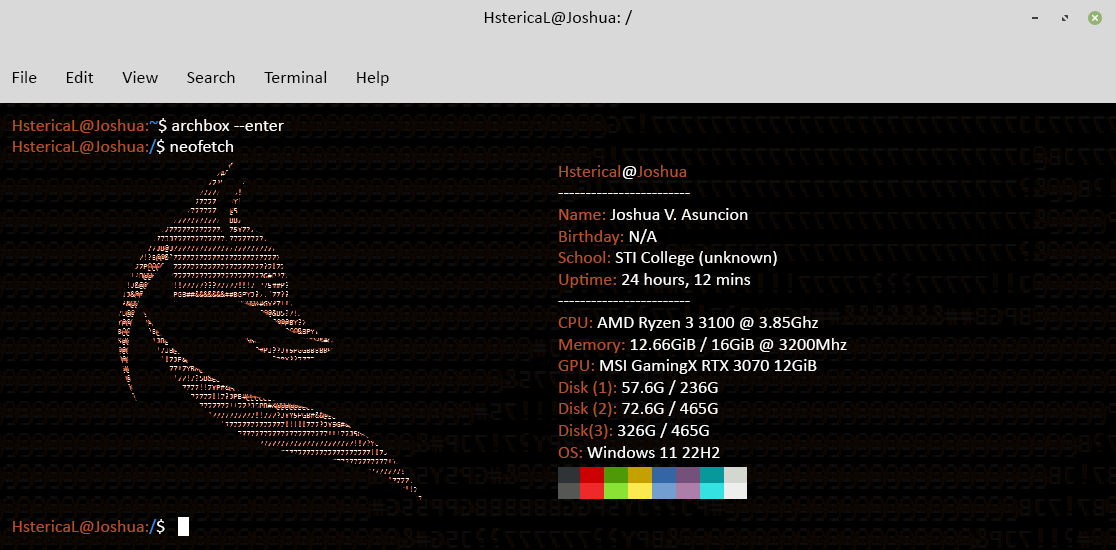 HstericaL@Joshua: /
File Edit View Search Terminal Help
HstericaL@Joshua:~$ archbox --enter
HstericaL@Joshua:/$ neofetch
Hsterical@Joshua
------------------------
Name: Joshua V. Asuncion
Birthday: N/A
School: STI College (unknown)
Uptime: 24 hours, 12 mins
------------------------
CPU: AMD Ryzen 3 3100 @ 3.85Ghz
Memory: 12.66GiB / 16GiB @ 3200Mhz
GPU: MSI GamingX RTX 3070 12GiB
Disk (1): 57.6G / 236G
Disk (2): 72.6G / 465G
Disk(3): 326G / 465G
OS: Windows 11 22H2
HstericaL@Joshua:/$